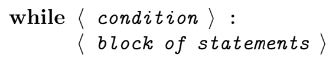 while ⟨ condition ⟩ :
⟨ block of statements ⟩